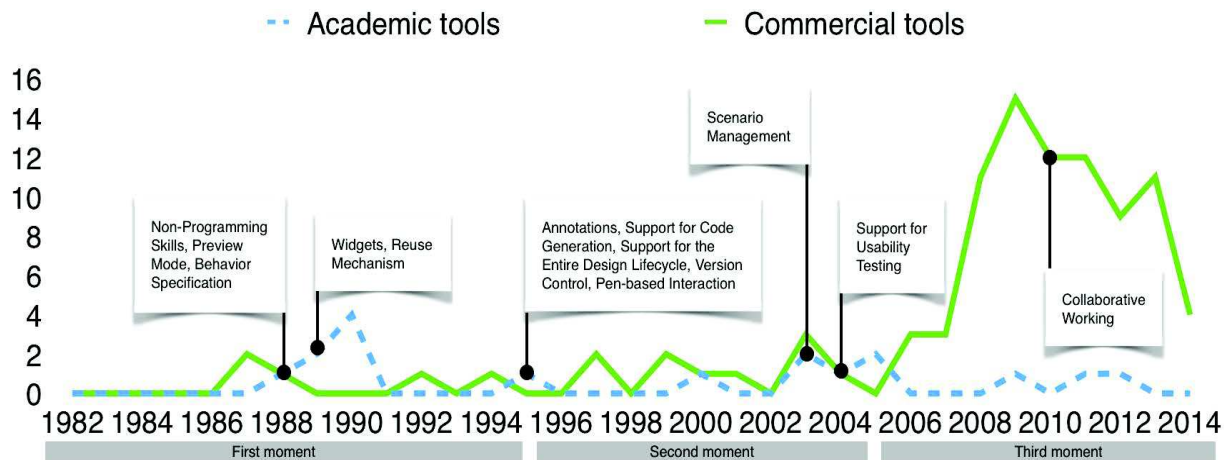 Academic tools
Commercial tools
16
14
12
10
8
6
4
2
0
Non-Programming
Skills, Preview
Mode, Behavior
Specification
Widgets, Reuse
Mechanism
Annotations, Support for Code
Generation, Support for the
Entire Design Lifecycle, Version
Control, Pen-based Interaction
Scenario
Management
Support for
Usability
Testing
Collaborative
Working
1982 1984 1986 1988 1990 1992 1994 1996 1998 2000 2002 2004 2006 2008 2010 2012 2014
First moment
Second moment
Third moment